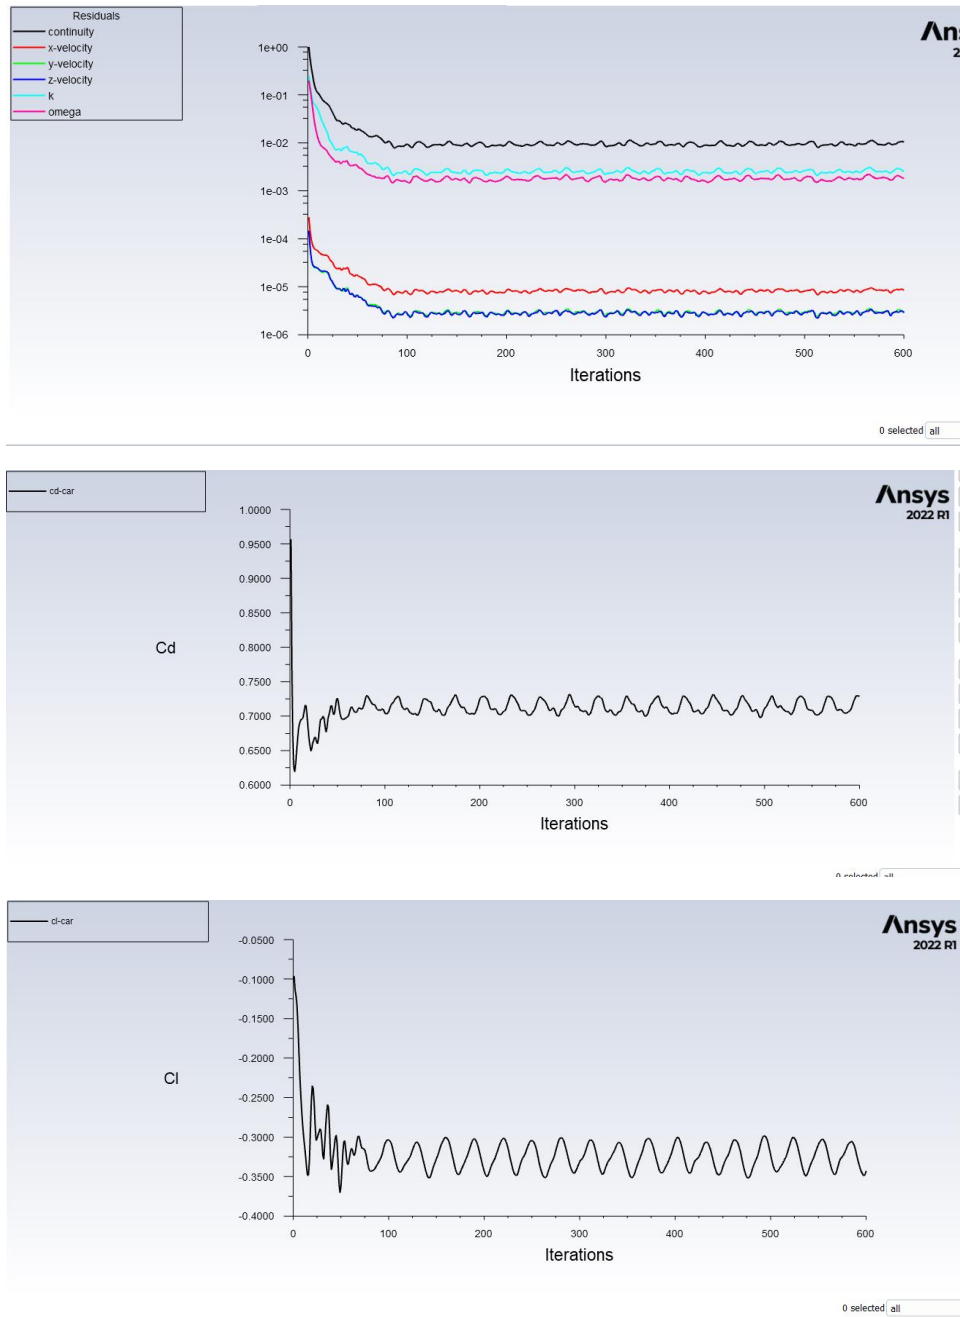 Residuals
continuity
x-velocity
y-velocity
z-velocity
k
omega
1e+00
1e-01
1e-02
1e-03
1e-04
1e-05
1e-06
0 100 200 300 400 500 600
Iterations
Ans
2
0 selected all
cd-car
Ansys
2022 R1
1.0000
0.9500
0.9000
0.8500
0.8000
Cd
0.7500
0.7000
0.6500
0.6000
0 100 200 300 400 500 600
Iterations
0 selected all
cl-car
Ansys
2022 R1
-0.0500
-0.1000
-0.1500
-0.2000
Cl
-0.2500
-0.3000
-0.3500
-0.4000
0 100 200 300 400 500 600
Iterations
0 selected all